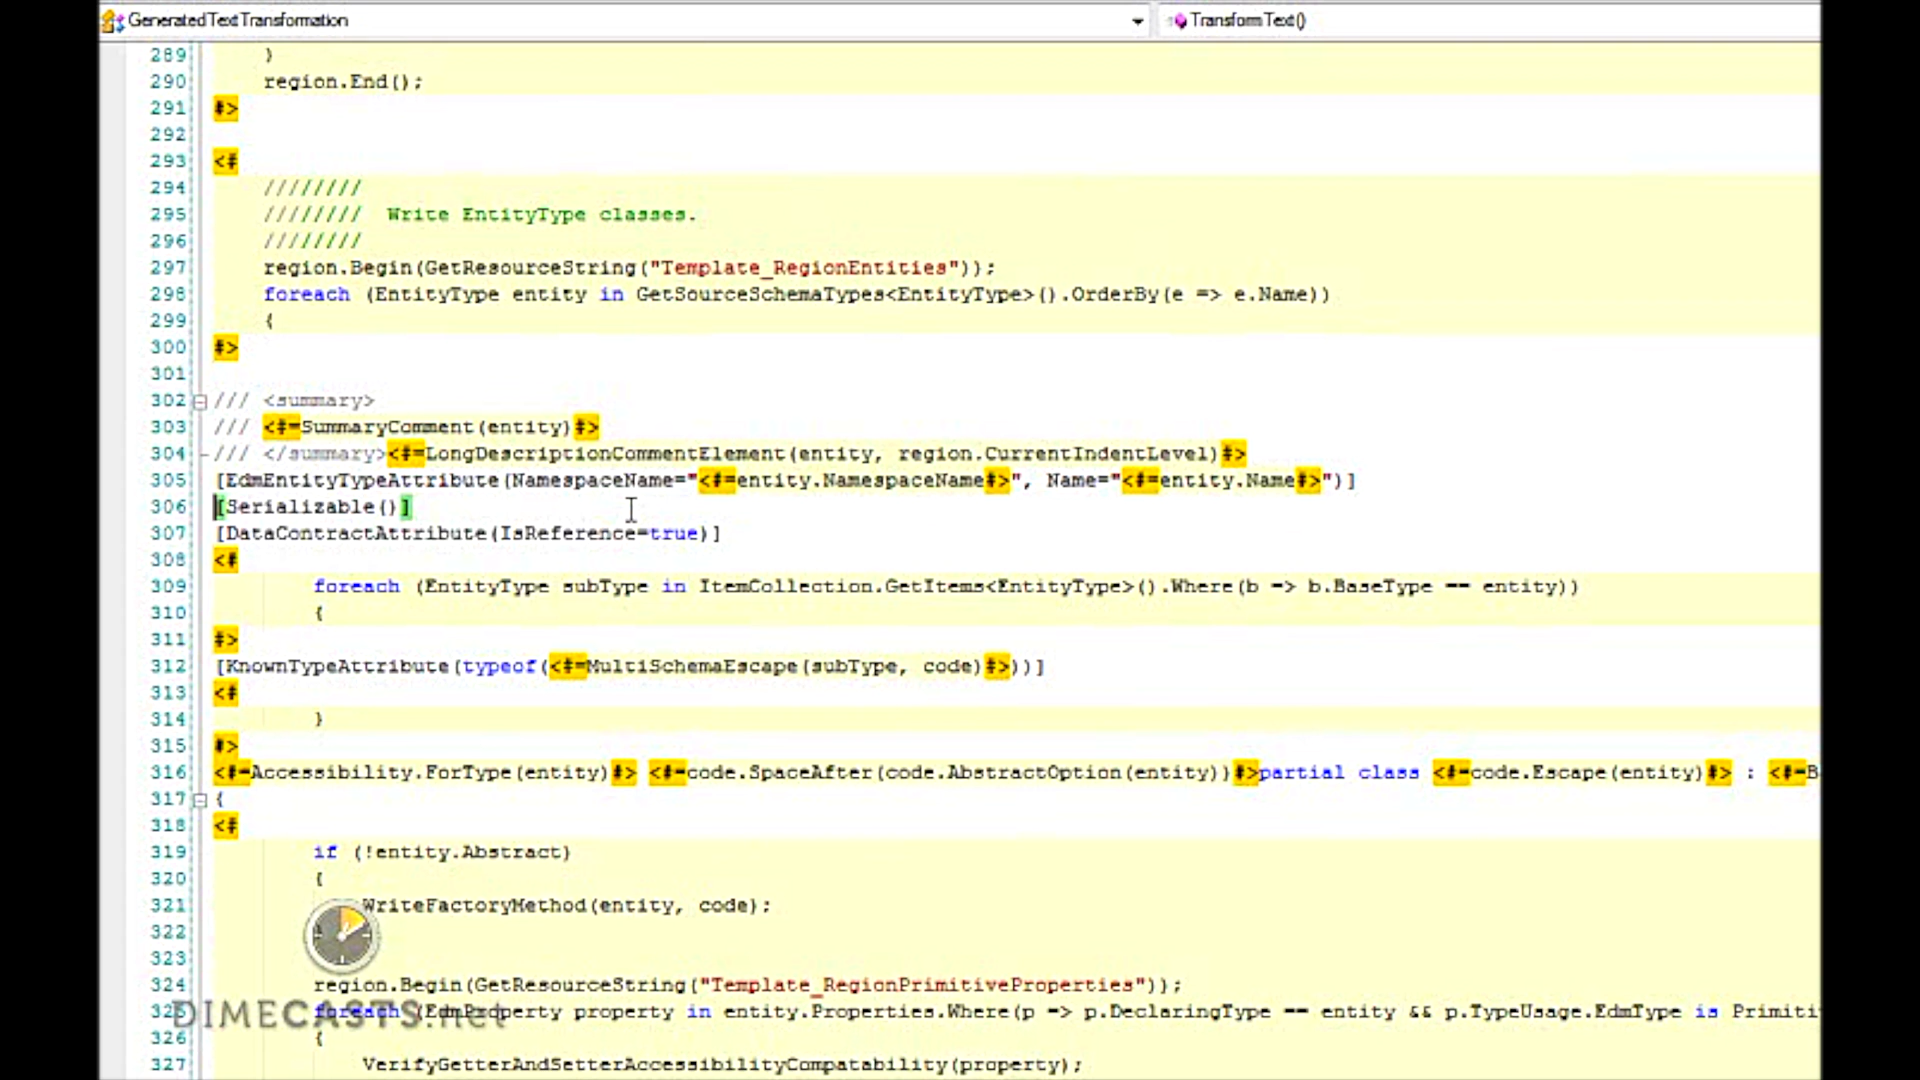 GeneratedTextTransformation
TransformText()
289 }
290 region.End();
291 #>
292
293 <#
294 ////////
295 //////// Write EntityType classes.
296 ////////
297 region.Begin(GetResourceString("Template_RegionEntities"));
298 foreach (EntityType entity in GetSourceSchemaTypes<EntityType>().OrderBy(e => e.Name))
299 {
300 #>
301
302 /// <summary>
303 /// <#=SummaryComment(entity)#>
304 /// </summary><#=LongDescriptionCommentElement(entity, region.CurrentIndentLevel)#>
305 [EdmEntityTypeAttribute(NamespaceName="<#=entity.NamespaceName#>", Name="<#=entity.Name#>")]
306 [Serializable()]
307 [DataContractAttribute(IsReference=true)]
308 <#
309 foreach (EntityType subType in ItemCollection.GetItems<EntityType>().Where(b => b.BaseType == entity))
310 {
311 #>
312 [KnownTypeAttribute(typeof(<#=MultiSchemaEscape(subType, code)#>))]
313 <#
314 }
315 #>
316 <#=Accessibility.ForType(entity)#> <#=code.SpaceAfter(code.AbstractOption(entity))#>partial class <#=code.Escape(entity)#> : <#=B
317 {
318 <#
319 if (!entity.Abstract)
320 {
321 WriteFactoryMethod(entity, code);
322
323
324 region.Begin(GetResourceString("Template_RegionPrimitiveProperties"));
325 foreach (EdmProperty property in entity.Properties.Where(p => p.DeclaringType == entity && p.TypeUsage.EdmType is Primiti
DIMECASTS.net
326 {
327 VerifyGetterAndSetterAccessibilityCompatability(property);